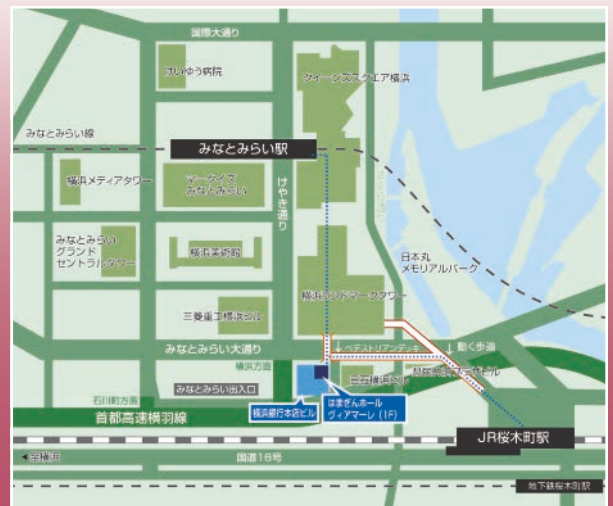 国際大通り
けいゆう病院
クイーンズスクエア横浜
みなとみらい線
みなとみらい駅
横浜メディアタワー
マークイズ
みなとみらい
けやき通り
みなとみらい
グランド
セントラルタワー
横浜美術館
日本丸
メモリアルパーク
横浜ランドマークタワー
三菱重工横浜ビル
みなとみらい大通り
↓ペデストリアンデッキ
↓ 動く歩道
横浜方面
みなとみらい出入口
石川町方面
首都高速横羽線
横浜銀行本店ビル
はまぎんホール
ヴィアマーレ(1F)
JR桜木町駅
国道16号
地下鉄桜木町駅